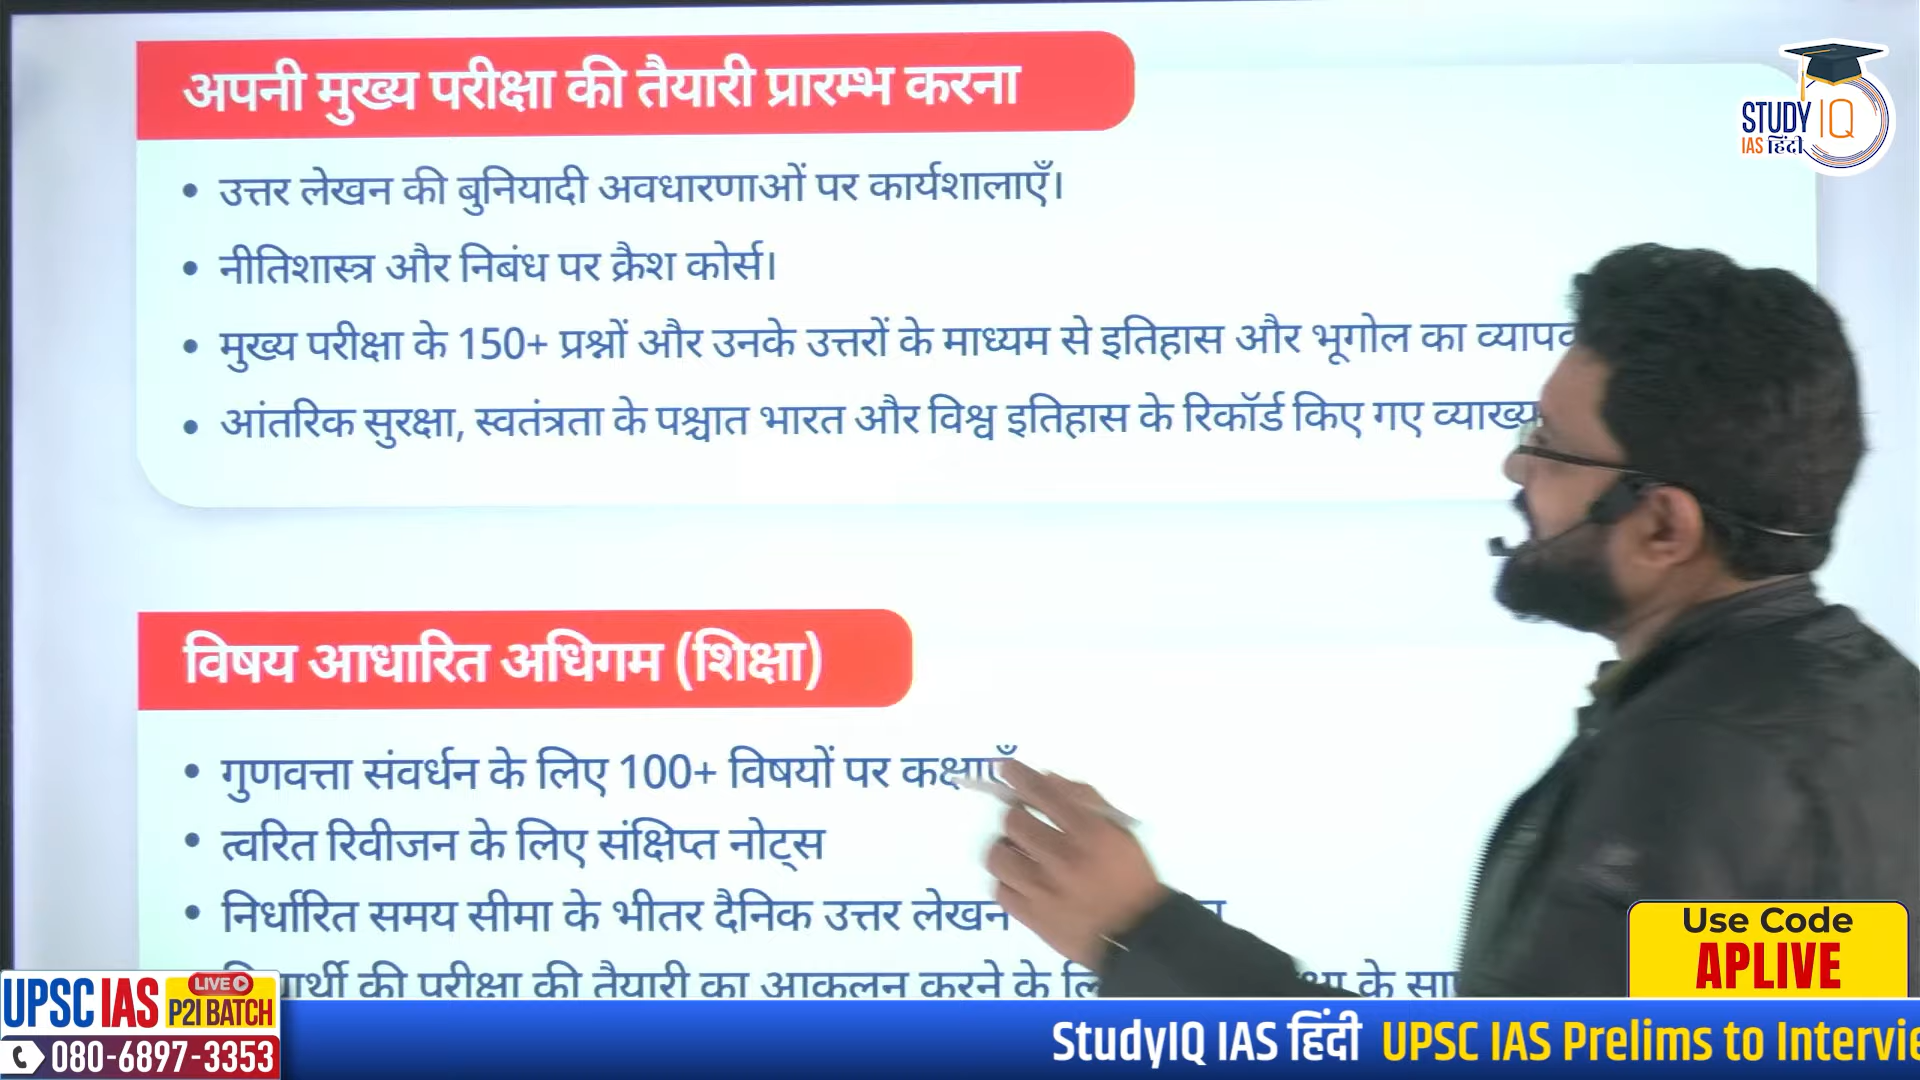 अपनी मुख्य परीक्षा की तैयारी प्रारम्भ करना
STUDY IQ
IAS हिंदी
• उत्तर लेखन की बुनियादी अवधारणाओं पर कार्यशालाएँ।
• नीतिशास्त्र और निबंध पर क्रैश कोर्स।
• मुख्य परीक्षा के 150+ प्रश्नों और उनके उत्तरों के माध्यम से इतिहास और भूगोल का
• आंतरिक सुरक्षा, स्वतंत्रता के पश्चात भारत और विश्व इतिहास के रिकॉर्ड किए गए
विषय आधारित अधिगम (शिक्षा)
• गुणवत्ता संवर्धन के लिए 100+ विषयों पर कक्षाएँ
• त्वरित रिवीजन के लिए संक्षिप्त नोट्स
• निर्धारित समय सीमा के भीतर दैनिक उत्तर लेखन
की परीक्षा की तैयारी का आकलन करने के के
Use Code
APLIVE
UPSC IAS LIVE P2I BATCH
080-6897-3353
StudyIQ IAS हिंदी UPSC IAS Prelims to